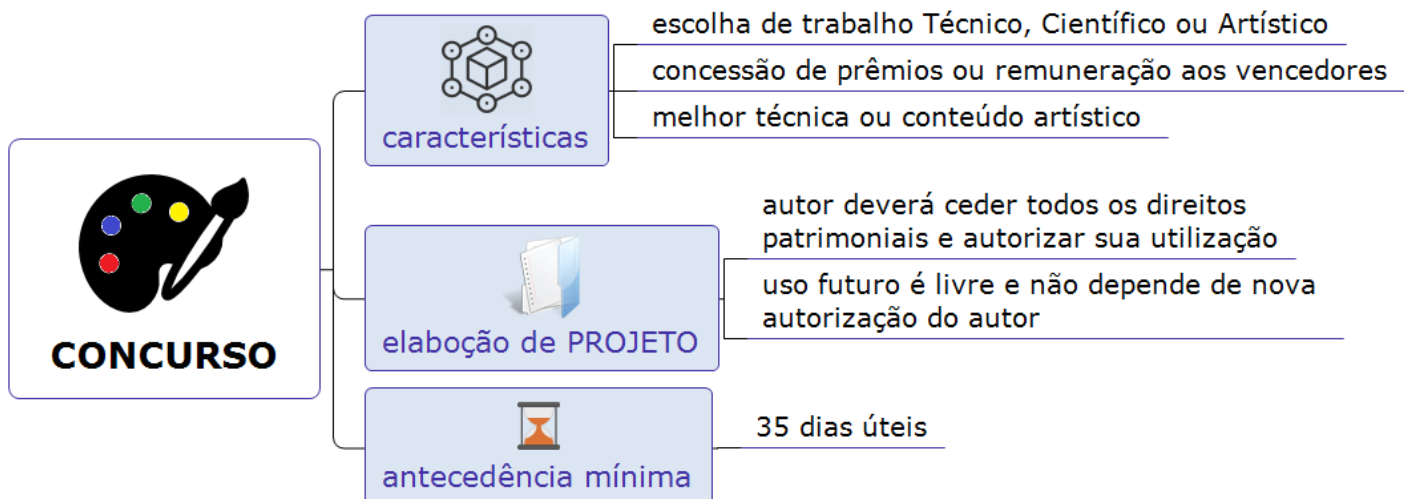 CONCURSO
características
escolha de trabalho Técnico, Científico ou Artístico
concessão de prêmios ou remuneração aos vencedores
melhor técnica ou conteúdo artístico
elaboção de PROJETO
autor deverá ceder todos os direitos
patrimoniais e autorizar sua utilização
uso futuro é livre e não depende de nova
autorização do autor
antecedência mínima
35 dias úteis